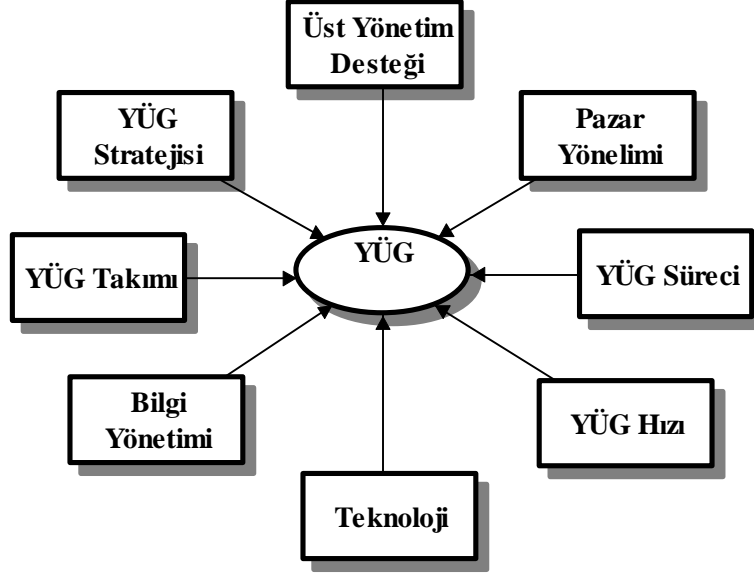 Üst Yönetim
Desteği
YÜG
Stratejisi
Pazar
Yönelimi
YÜG
YÜG Takımı
YÜG Süreci
Bilgi
Yönetimi
YÜG Hızı
Teknoloji